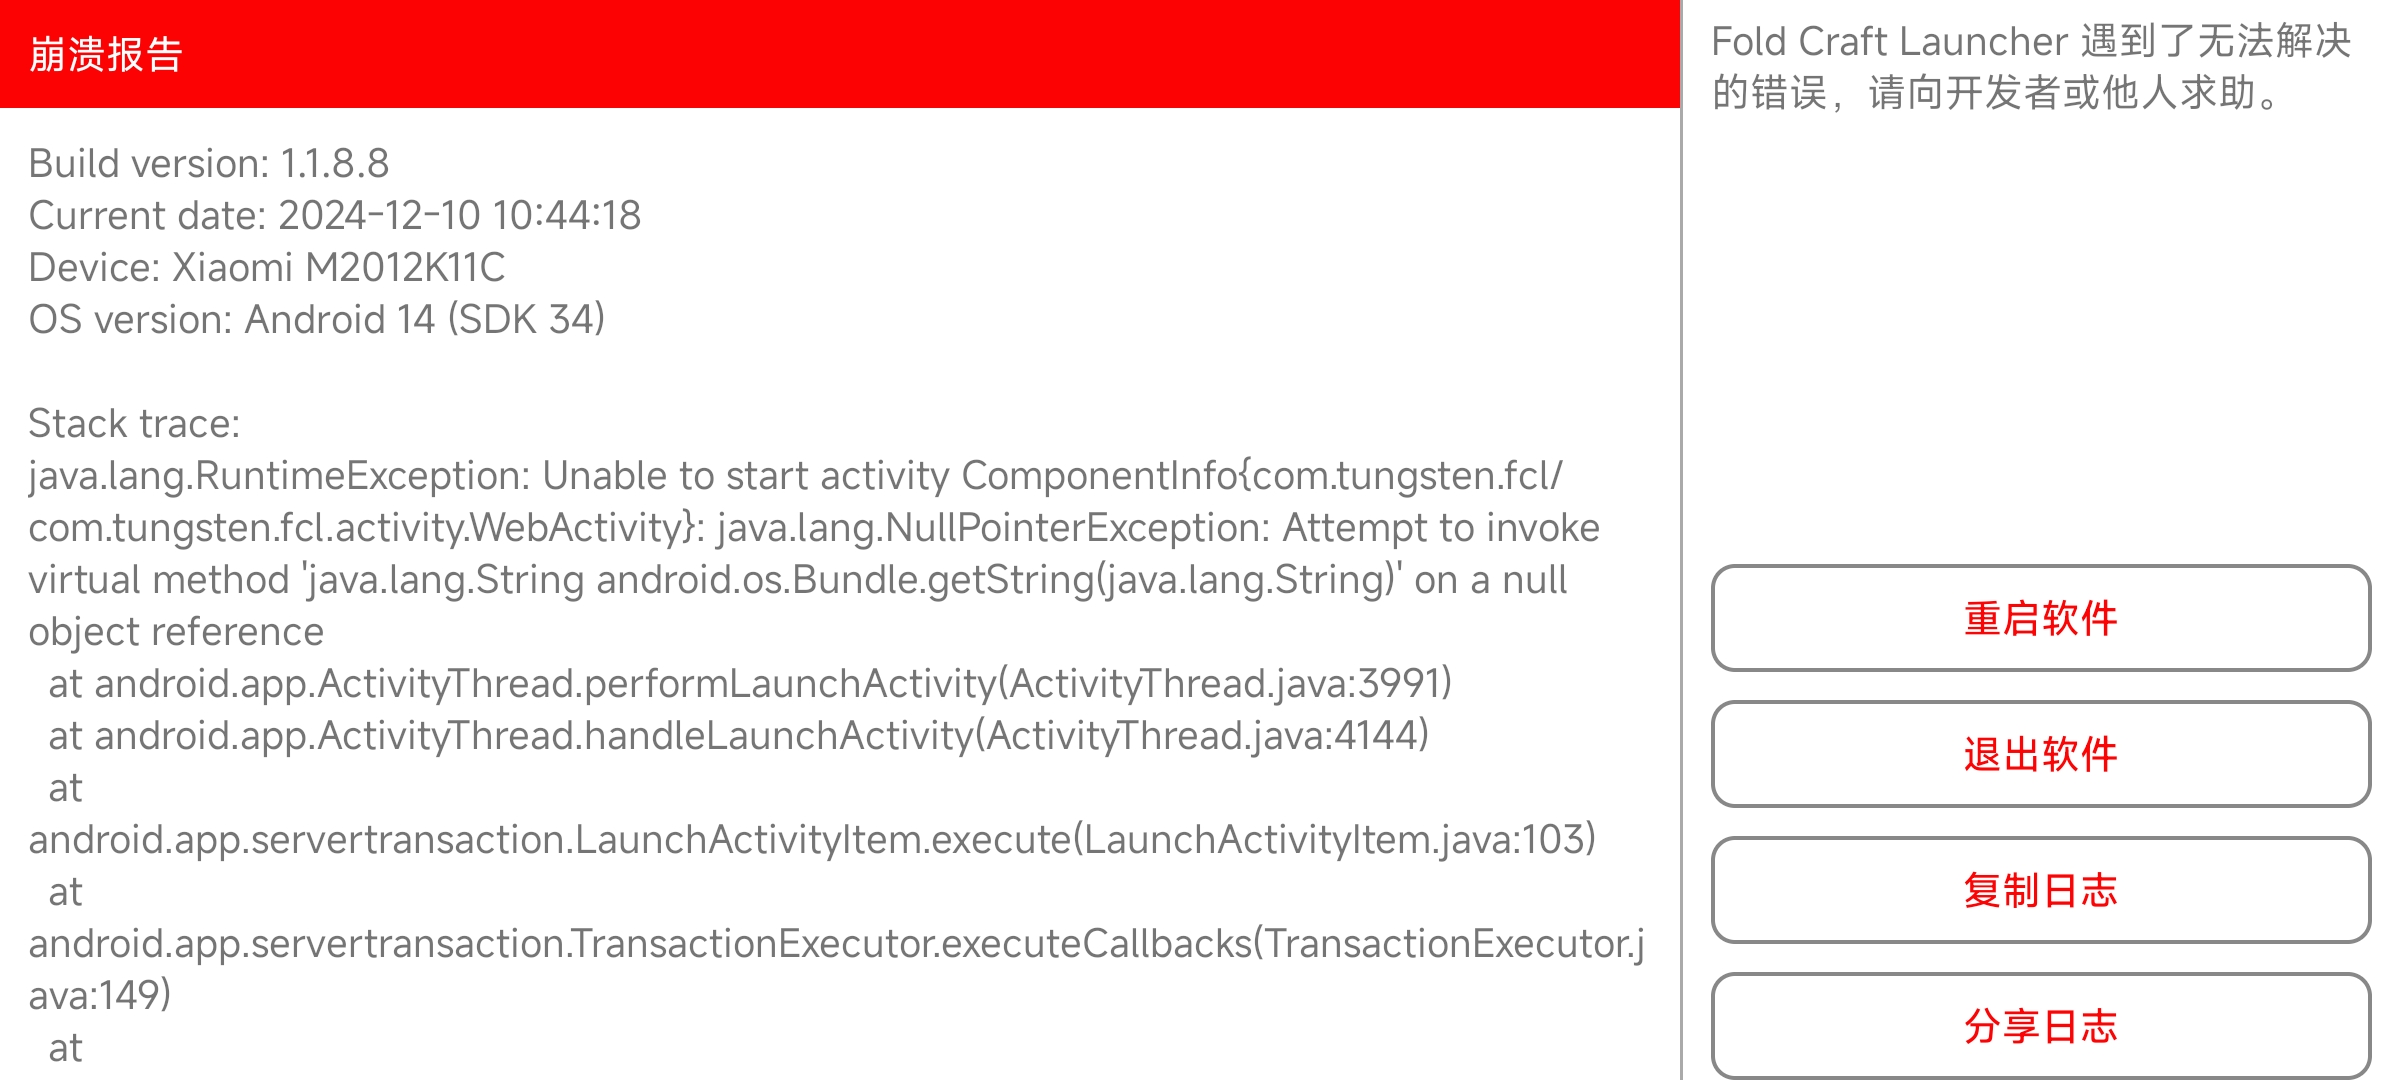 崩溃报告
Build version: 1.1.8.8
Current date: 2024-12-10 10:44:18
Device: Xiaomi M2012K11C
OS version: Android 14 (SDK 34)
Stack trace:
java.lang.RuntimeException: Unable to start activity ComponentInfo{com.tungsten.fcl/
com.tungsten.fcl.activity.WebActivity}: java.lang.NullPointerException: Attempt to invoke
virtual method 'java.lang.String android.os.Bundle.getString(java.lang.String)' on a null
object reference
at android.app.ActivityThread.performLaunchActivity(ActivityThread.java:3991)
at android.app.ActivityThread.handleLaunchActivity(ActivityThread.java:4144)
at
android.app.servertransaction.LaunchActivityItem.execute(LaunchActivityItem.java:103)
at
android.app.servertransaction.TransactionExecutor.executeCallbacks(TransactionExecutor.j
ava:149)
at
Fold Craft Launcher 遇到了无法解决
的错误，请向开发者或他人求助。
重启软件
退出软件
复制日志
分享日志